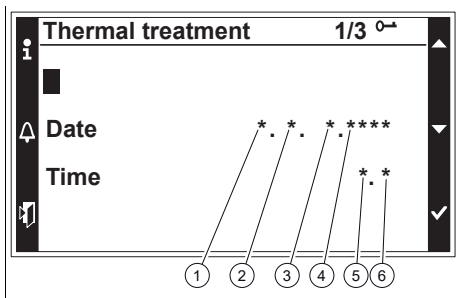 Thermal treatment 1/3
Date *. *. *.****
Time *. *
1 2 3 4 5 6